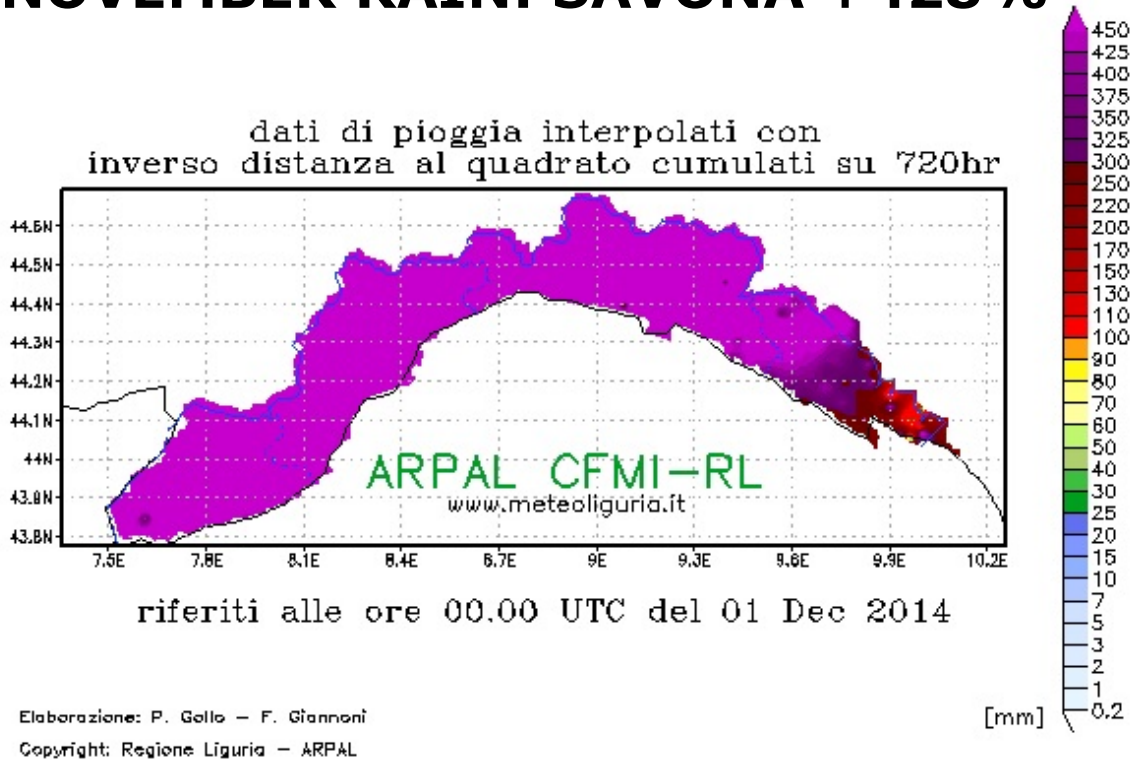 NOVEMBER RAIN: SAVONA + 428 %
dati di pioggia interpolati con
inverso distanza al quadrato cumulati su 720hr
44.6N
44.5N
44.4N
44.3N
44.2N
44.1N
44N
43.9N
43.8N
7.5E 7.8E 8.1E 8.4E 8.7E 9E 9.3E 9.6E 9.9E 10.2E
ARPAL CFMI-RL
www.meteoliguria.it
riferiti alle ore 00.00 UTC del 01 Dec 2014
450
425
400
375
350
325
300
250
220
200
170
150
130
110
100
90
80
70
60
50
40
30
25
20
15
10
7
5
3
2
1
0.2
[mm]
Elaborazione: P. Gollo - F. Giannoni
Copyright: Regione Liguria - ARPAL